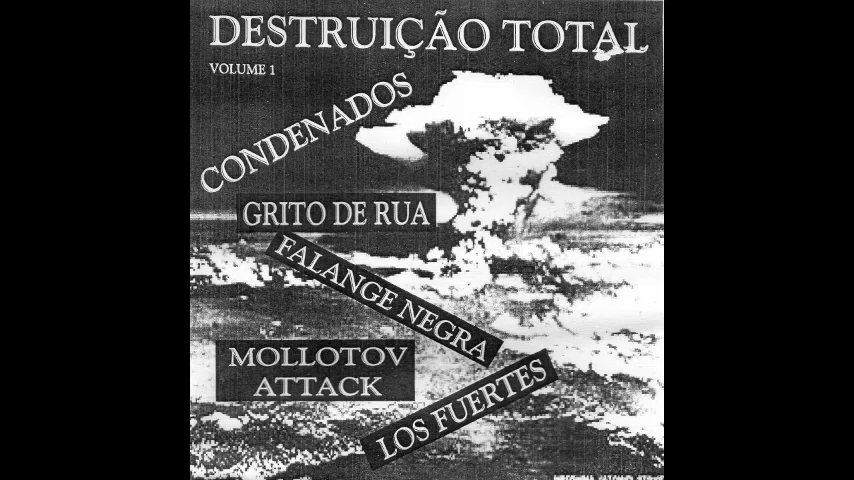 DESTRUIÇÃO TOTAL
VOLUME 1
CONDENADOS
GRITO DE RUA
FALANGE NEGRA
MOLLOTOV
ATTACK
LOS FUERTES